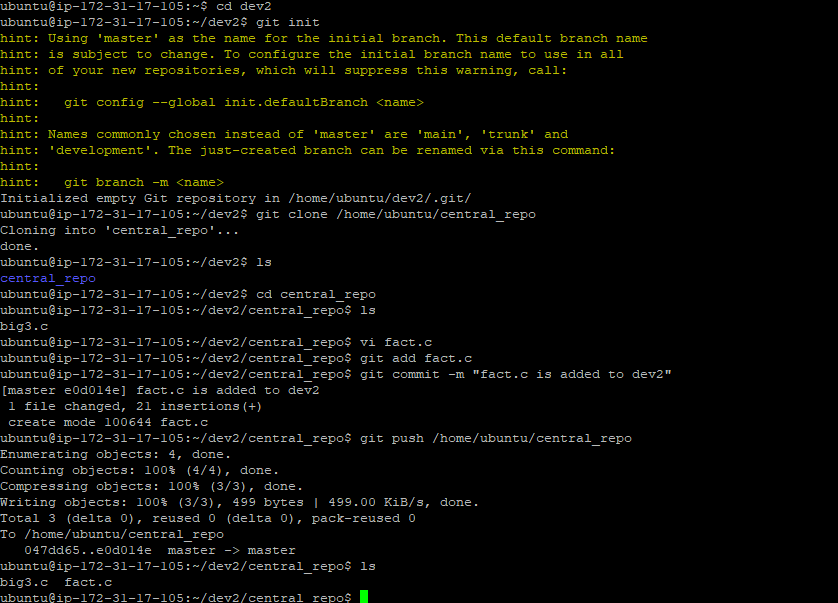 ubuntu@ip-172-31-17-105:~$ cd dev2
ubuntu@ip-172-31-17-105:~/dev2$ git init
hint: Using 'master' as the name for the initial branch. This default branch name
hint: is subject to change. To configure the initial branch name to use in all
hint: of your new repositories, which will suppress this warning, call:
hint:
hint:   git config --global init.defaultBranch <name>
hint:
hint: Names commonly chosen instead of 'master' are 'main', 'trunk' and
hint: 'development'. The just-created branch can be renamed via this command:
hint:
hint:   git branch -m <name>
Initialized empty Git repository in /home/ubuntu/dev2/.git/
ubuntu@ip-172-31-17-105:~/dev2$ git clone /home/ubuntu/central_repo
Cloning into 'central_repo'...
done.
ubuntu@ip-172-31-17-105:~/dev2$ ls
central_repo
ubuntu@ip-172-31-17-105:~/dev2$ cd central_repo
ubuntu@ip-172-31-17-105:~/dev2/central_repo$ ls
big3.c
ubuntu@ip-172-31-17-105:~/dev2/central_repo$ vi fact.c
ubuntu@ip-172-31-17-105:~/dev2/central_repo$ git add fact.c
ubuntu@ip-172-31-17-105:~/dev2/central_repo$ git commit -m "fact.c is added to dev2"
[master e0d014e] fact.c is added to dev2
 1 file changed, 21 insertions(+)
 create mode 100644 fact.c
ubuntu@ip-172-31-17-105:~/dev2/central_repo$ git push /home/ubuntu/central_repo
Enumerating objects: 4, done.
Counting objects: 100% (4/4), done.
Compressing objects: 100% (3/3), done.
Writing objects: 100% (3/3), 499 bytes | 499.00 KiB/s, done.
Total 3 (delta 0), reused 0 (delta 0), pack-reused 0
To /home/ubuntu/central_repo
   047dd65..e0d014e  master -> master
ubuntu@ip-172-31-17-105:~/dev2/central_repo$ ls
big3.c  fact.c
ubuntu@ip-172-31-17-105:~/dev2/central_repo$